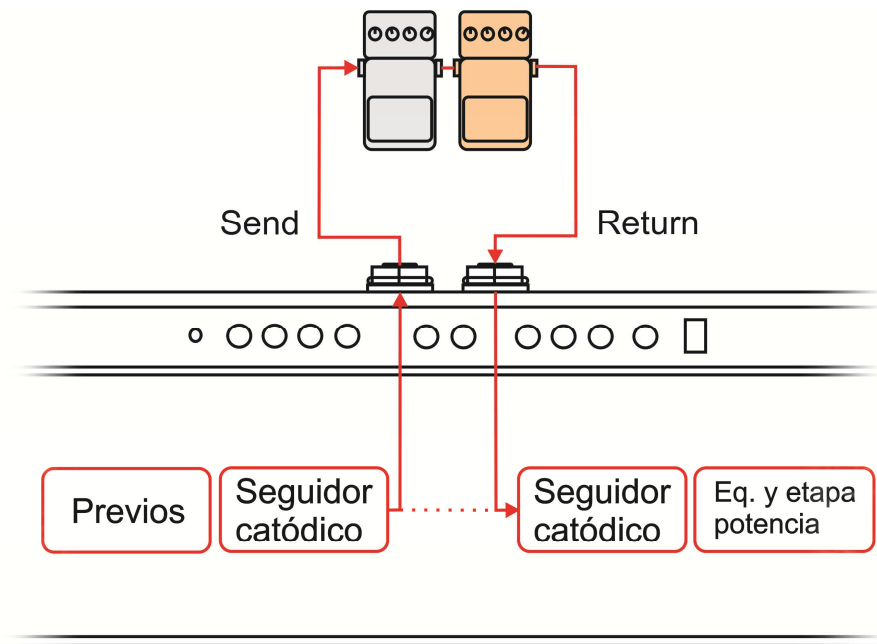 Send
Return
Previos
Seguidor
catódico
Seguidor
catódico
Eq. y etapa
potencia